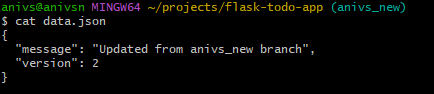 anivs@anivsn MINGW64 ~/projects/flask-todo-app (anivs_new)
$ cat data.json
{
  "message": "Updated from anivs_new branch",
  "version": 2
}